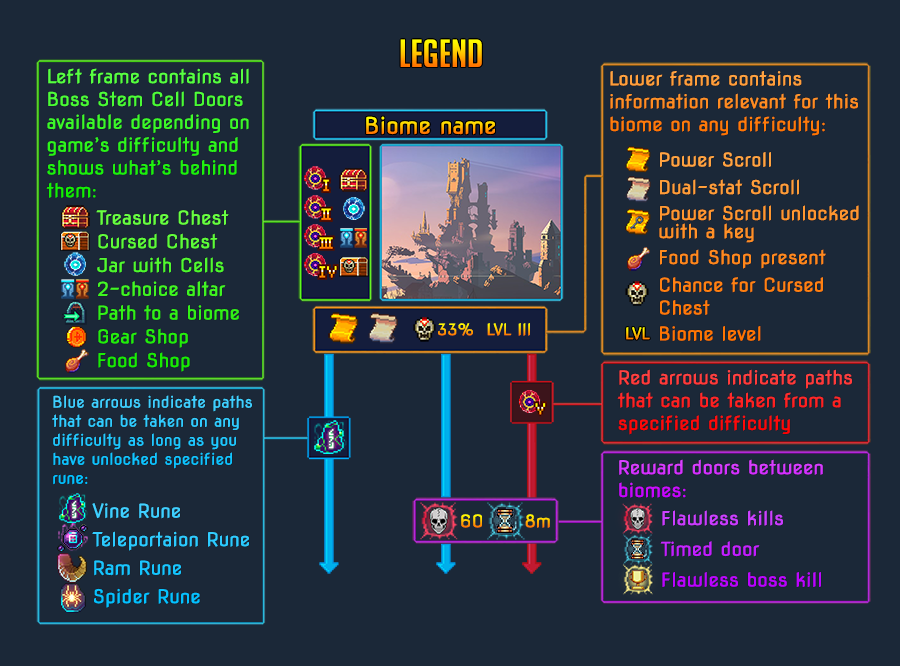 LEGEND
Left frame contains all
Boss Stem Cell Doors
available depending on
game's difficulty and
shows what's behind
them:
Treasure Chest
Cursed Chest
Jar with Cells
2-choice altar
Path to a biome
Gear Shop
Food Shop
Biome name
I
II
III
IV
33% LVL III
Lower frame contains
information relevant for this
biome on any difficulty:
Power Scroll
Dual-stat Scroll
Power Scroll unlocked
with a key
Food Shop present
Chance for Cursed
Chest
LVL Biome level
Blue arrows indicate paths
that can be taken on any
difficulty as long as you
have unlocked specified
rune:
Vine Rune
Teleportaion Rune
Ram Rune
Spider Rune
V
60 8m
Red arrows indicate paths
that can be taken from a
specified difficulty
Reward doors between
biomes:
Flawless kills
Timed door
Flawless boss kill